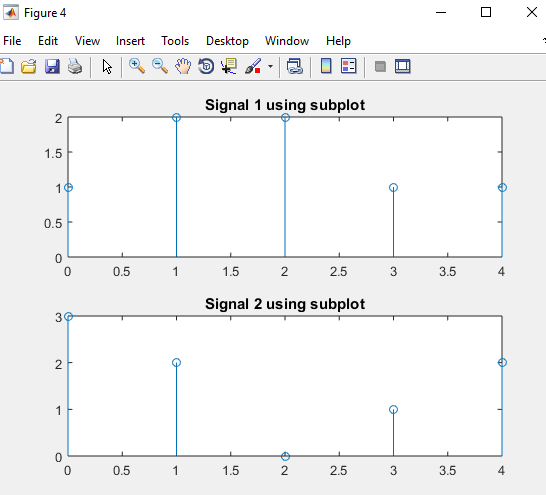 Figure 4
File Edit View Insert Tools Desktop Window Help
Signal 1 using subplot
2
1.5
1
0.5
0
0 0.5 1 1.5 2 2.5 3 3.5 4
Signal 2 using subplot
3
2
1
0
0 0.5 1 1.5 2 2.5 3 3.5 4